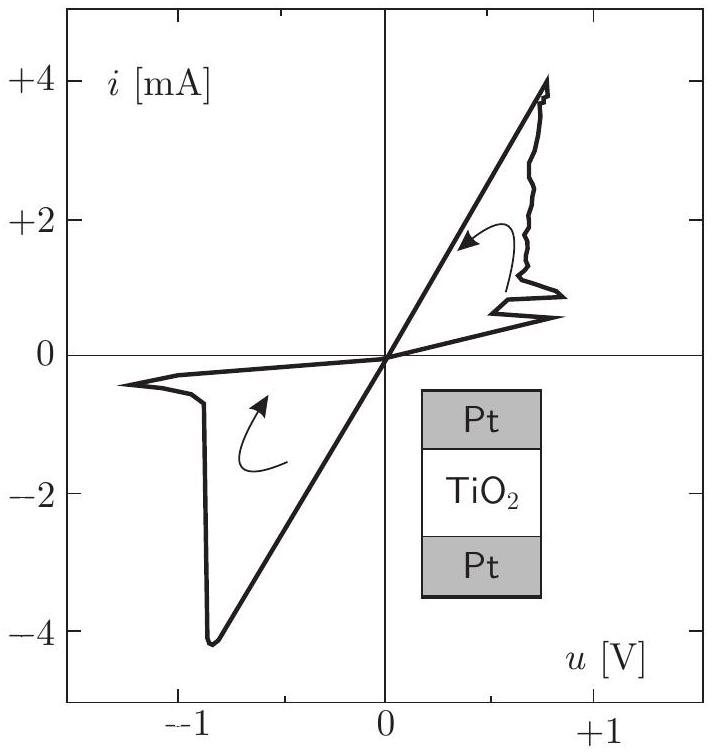 +4
i [mA]
+2
0
Pt
TiO₂
Pt
--2
--4
u [V]
--1
0
+1